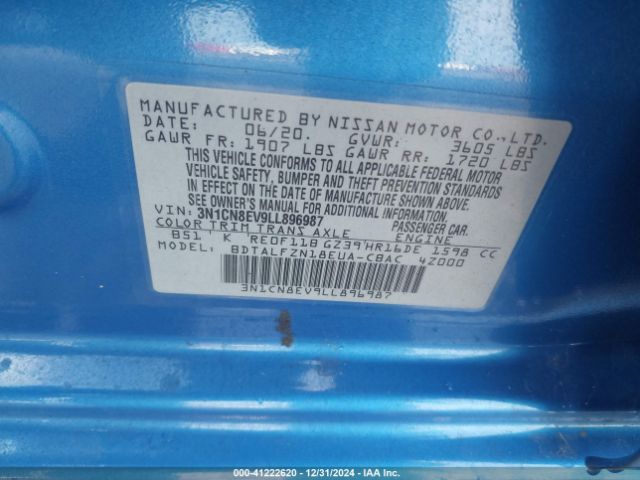 MANUFACTURED BY NISSAN MOTOR CO.,LTD.
DATE: 06/20. GVWR: 3605 LBS
GAWR FR: 1907 LBS GAWR RR: 1720 LBS
THIS VEHICLE CONFORMS TO ALL APPLICABLE FEDERAL MOTOR
VEHICLE SAFETY, BUMPER AND THEFT PREVENTION STANDARDS
IN EFFECT ON THE DATE OF MANUFACTURE SHOWN ABOVE.
SEE OWNER'S MANUAL FOR ADDITIONAL INFORMATION
VIN: 3N1CN8EV9LL896987 PASSENGER CAR.
COLOR TRIM TRANS AXLE ENGINE
B51 K RE0F11B GZ39 HR16DE 1598 CC
BDTALFZN18EUA-CBAC 4Z000
3N1CN8EV9LL896987
000-41222620 - 12/31/2024 - IAA Inc.